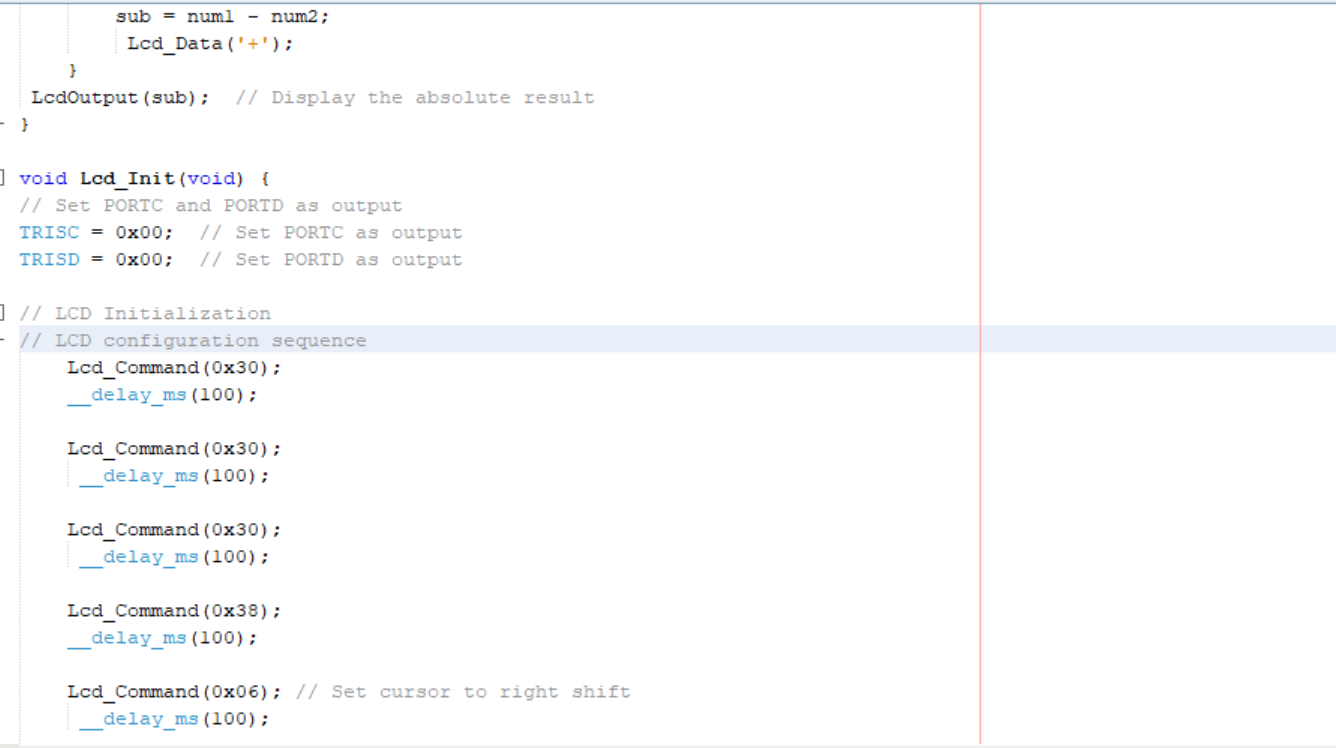 sub = num1 - num2;
Lcd_Data('+');
}
LcdOutput(sub);  // Display the absolute result
}
void Lcd_Init(void) {
// Set PORTC and PORTD as output
TRISC = 0x00;  // Set PORTC as output
TRISD = 0x00;  // Set PORTD as output
// LCD Initialization
// LCD configuration sequence
Lcd_Command(0x30);
__delay_ms(100);
Lcd_Command(0x30);
__delay_ms(100);
Lcd_Command(0x30);
__delay_ms(100);
Lcd_Command(0x38);
__delay_ms(100);
Lcd_Command(0x06); // Set cursor to right shift
__delay_ms(100);